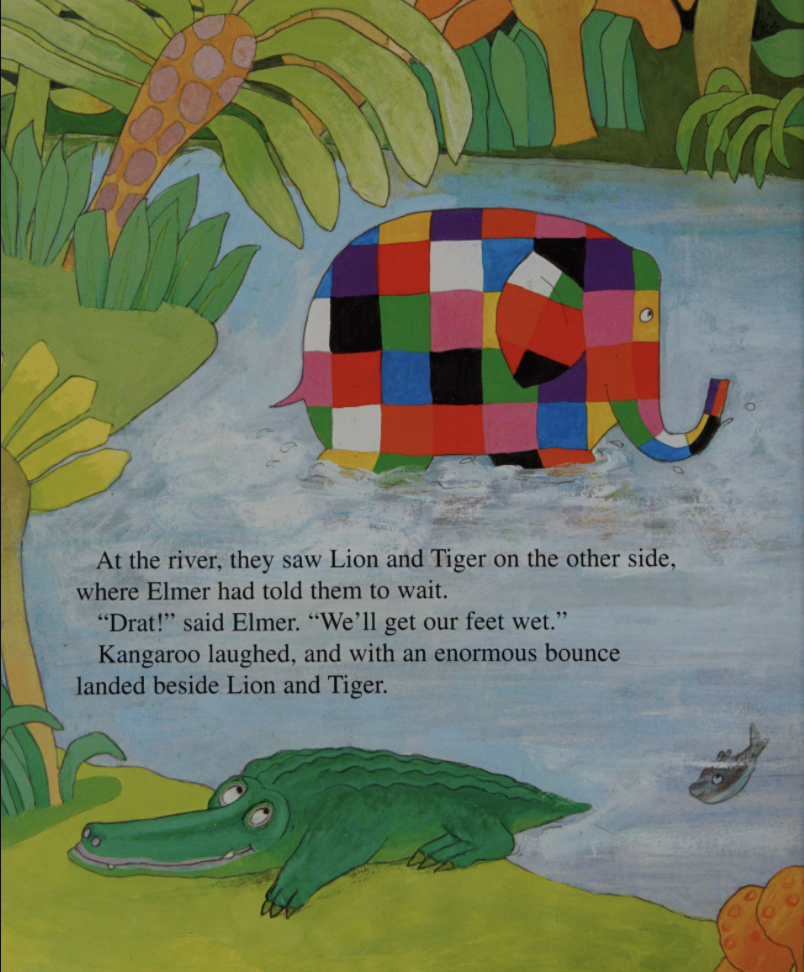 At the river, they saw Lion and Tiger on the other side,
where Elmer had told them to wait.
“Drat!” said Elmer. “We’ll get our feet wet.”
Kangaroo laughed, and with an enormous bounce
landed beside Lion and Tiger.